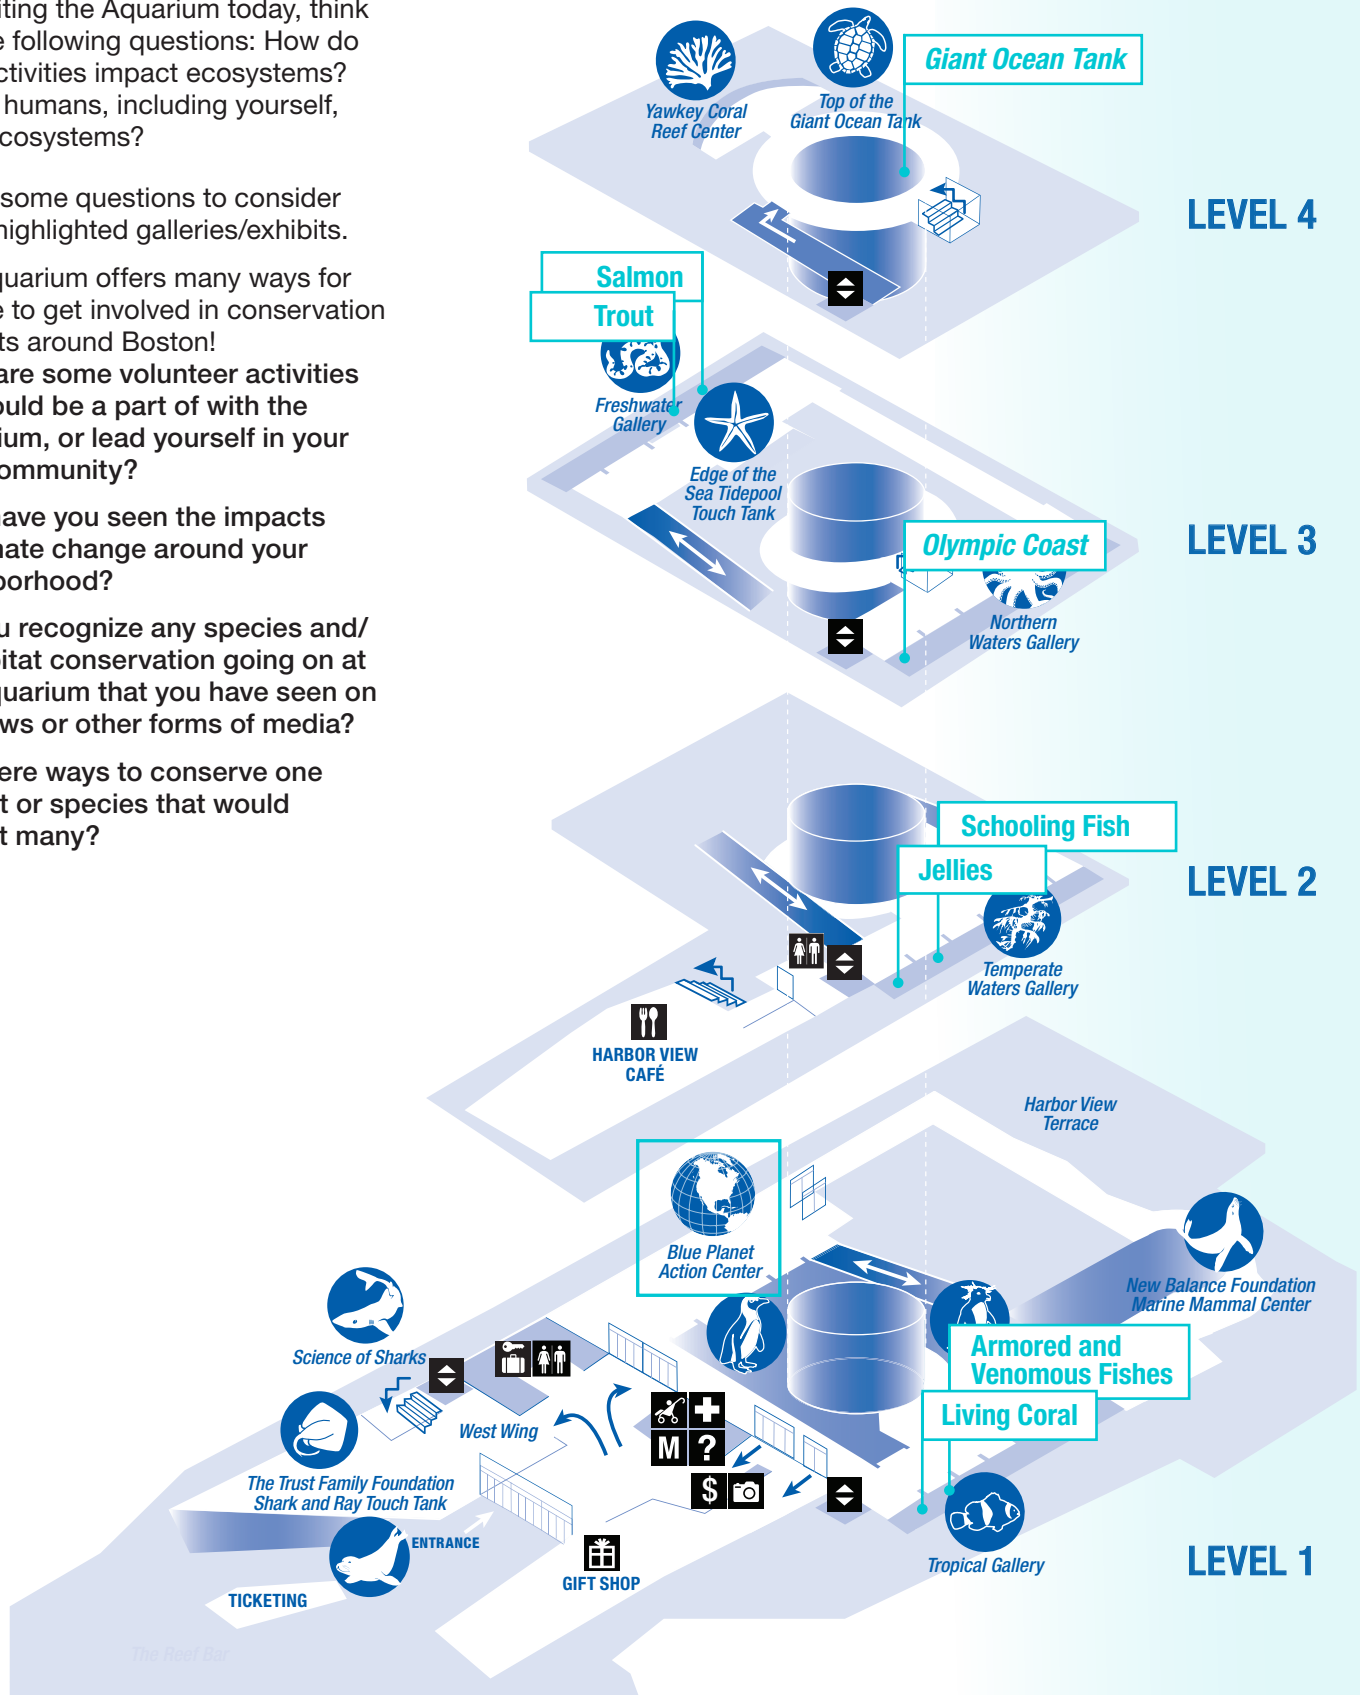 iting the Aquarium today, think
e following questions: How do
ctivities impact ecosystems?
humans, including yourself,
cosystems?
some questions to consider
highlighted galleries/exhibits.
quarium offers many ways for
e to get involved in conservation
ts around Boston!
are some volunteer activities
ould be a part of with the
ium, or lead yourself in your
ommunity?
have you seen the impacts
nate change around your
borhood?
u recognize any species and/
bitat conservation going on at
quarium that you have seen on
ws or other forms of media?
here ways to conserve one
t or species that would
t many?
Giant Ocean Tank
Yawkey Coral
Reef Center
Top of the
Giant Ocean Tank
LEVEL 4
Salmon
Trout
Freshwater
Gallery
Edge of the
Sea Tidepool
Touch Tank
Olympic Coast
LEVEL 3
Northern
Waters Gallery
Schooling Fish
Jellies
LEVEL 2
Temperate
Waters Gallery
HARBOR VIEW
CAFÉ
Harbor View
Terrace
Blue Planet
Action Center
New Balance Foundation
Marine Mammal Center
Science of Sharks
Armored and
Venomous Fishes
Living Coral
West Wing
M ?
$
The Trust Family Foundation
Shark and Ray Touch Tank
ENTRANCE
GIFT SHOP
Tropical Gallery
LEVEL 1
TICKETING
The Reef Bar